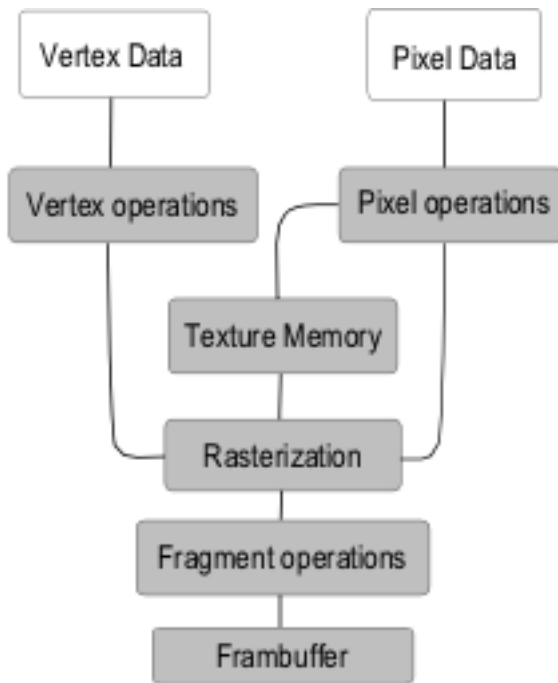 Vertex Data
Pixel Data
Vertex operations
Pixel operations
Texture Memory
Rasterization
Fragment operations
Frambuffer